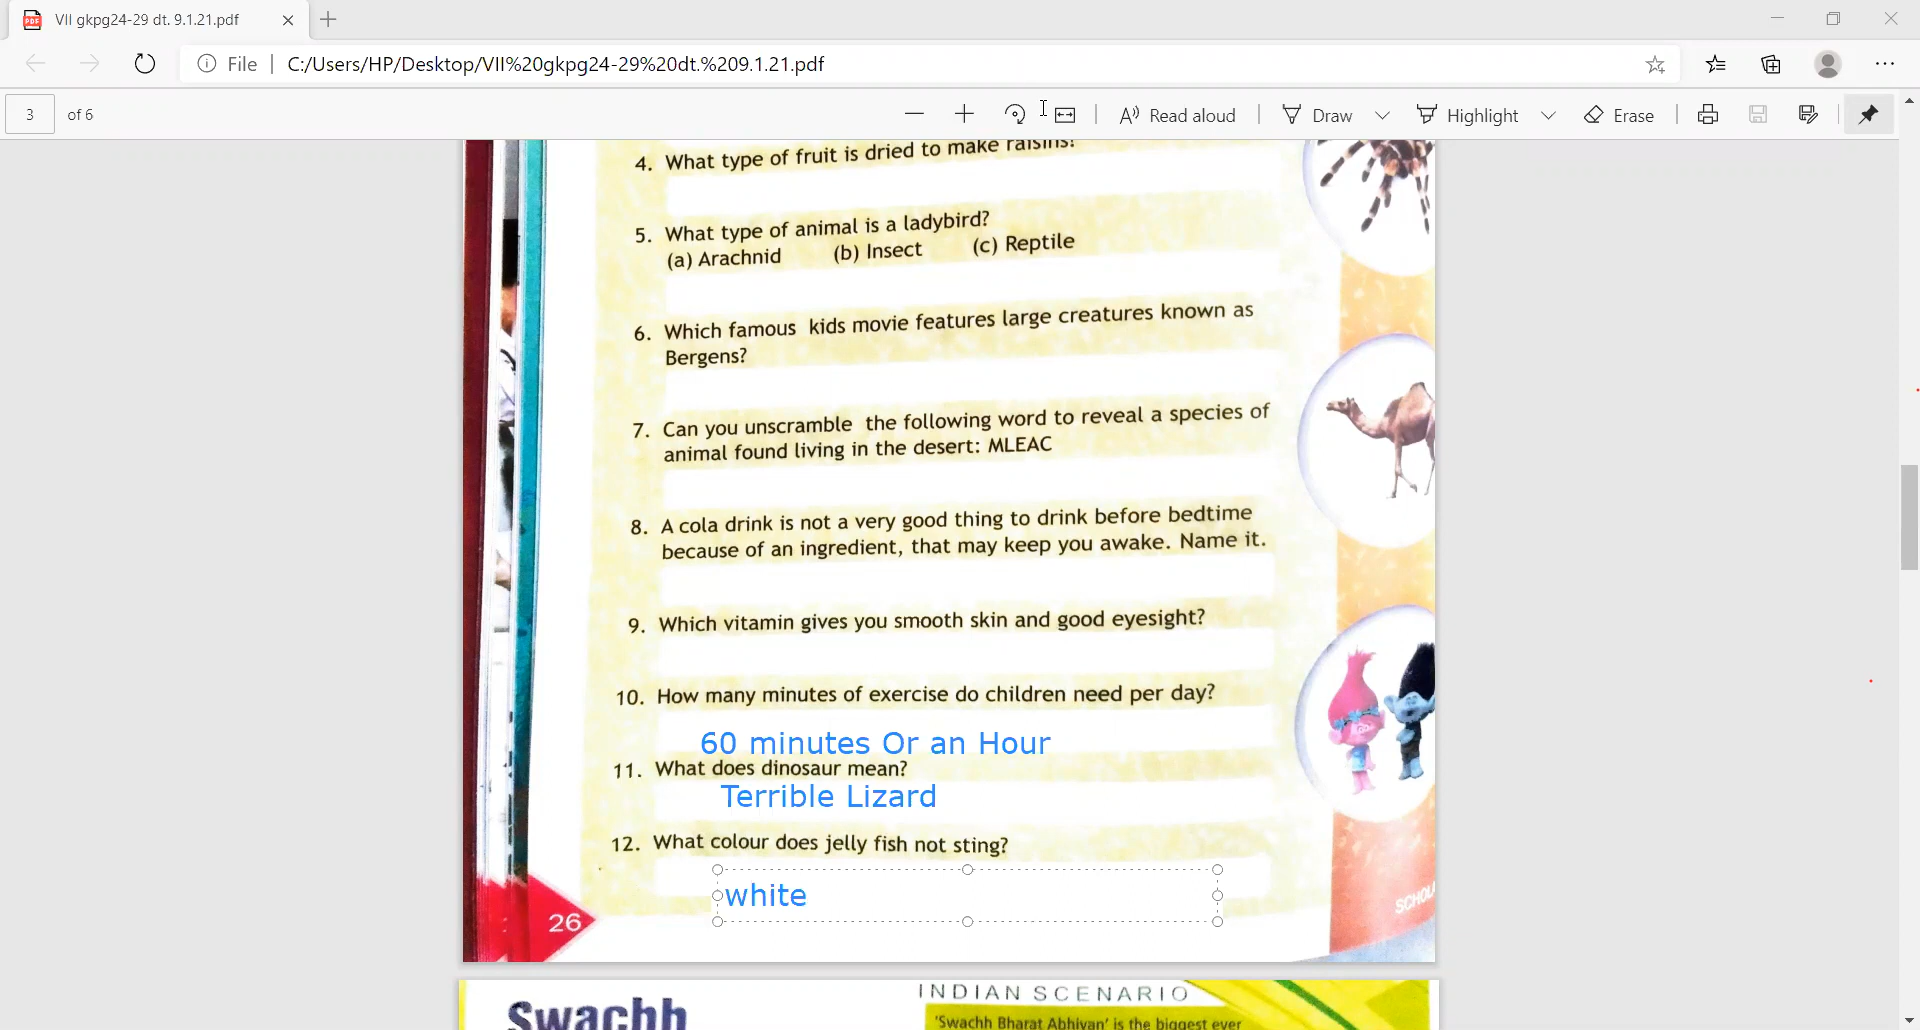 VII gkpg24-29 dt. 9.1.21.pdf
File
C:/Users/HP/Desktop/VII%20gkpg24-29%20dt.%209.1.21.pdf
3 of 6
Read aloud
Draw
Highlight
Erase
4. What type of fruit is dried to make raisins?
5. What type of animal is a ladybird?
(a) Arachnid (b) Insect (c) Reptile
6. Which famous kids movie features large creatures known as
Bergens?
7. Can you unscramble the following word to reveal a species of
animal found living in the desert: MLEAC
8. A cola drink is not a very good thing to drink before bedtime
because of an ingredient, that may keep you awake. Name it.
9. Which vitamin gives you smooth skin and good eyesight?
10. How many minutes of exercise do children need per day?
60 minutes Or an Hour
11. What does dinosaur mean?
Terrible Lizard
12. What colour does jelly fish not sting?
white
26
INDIAN SCENARIO
Swachh
'Swachh Bharat Abhiyan' is the biggest ever